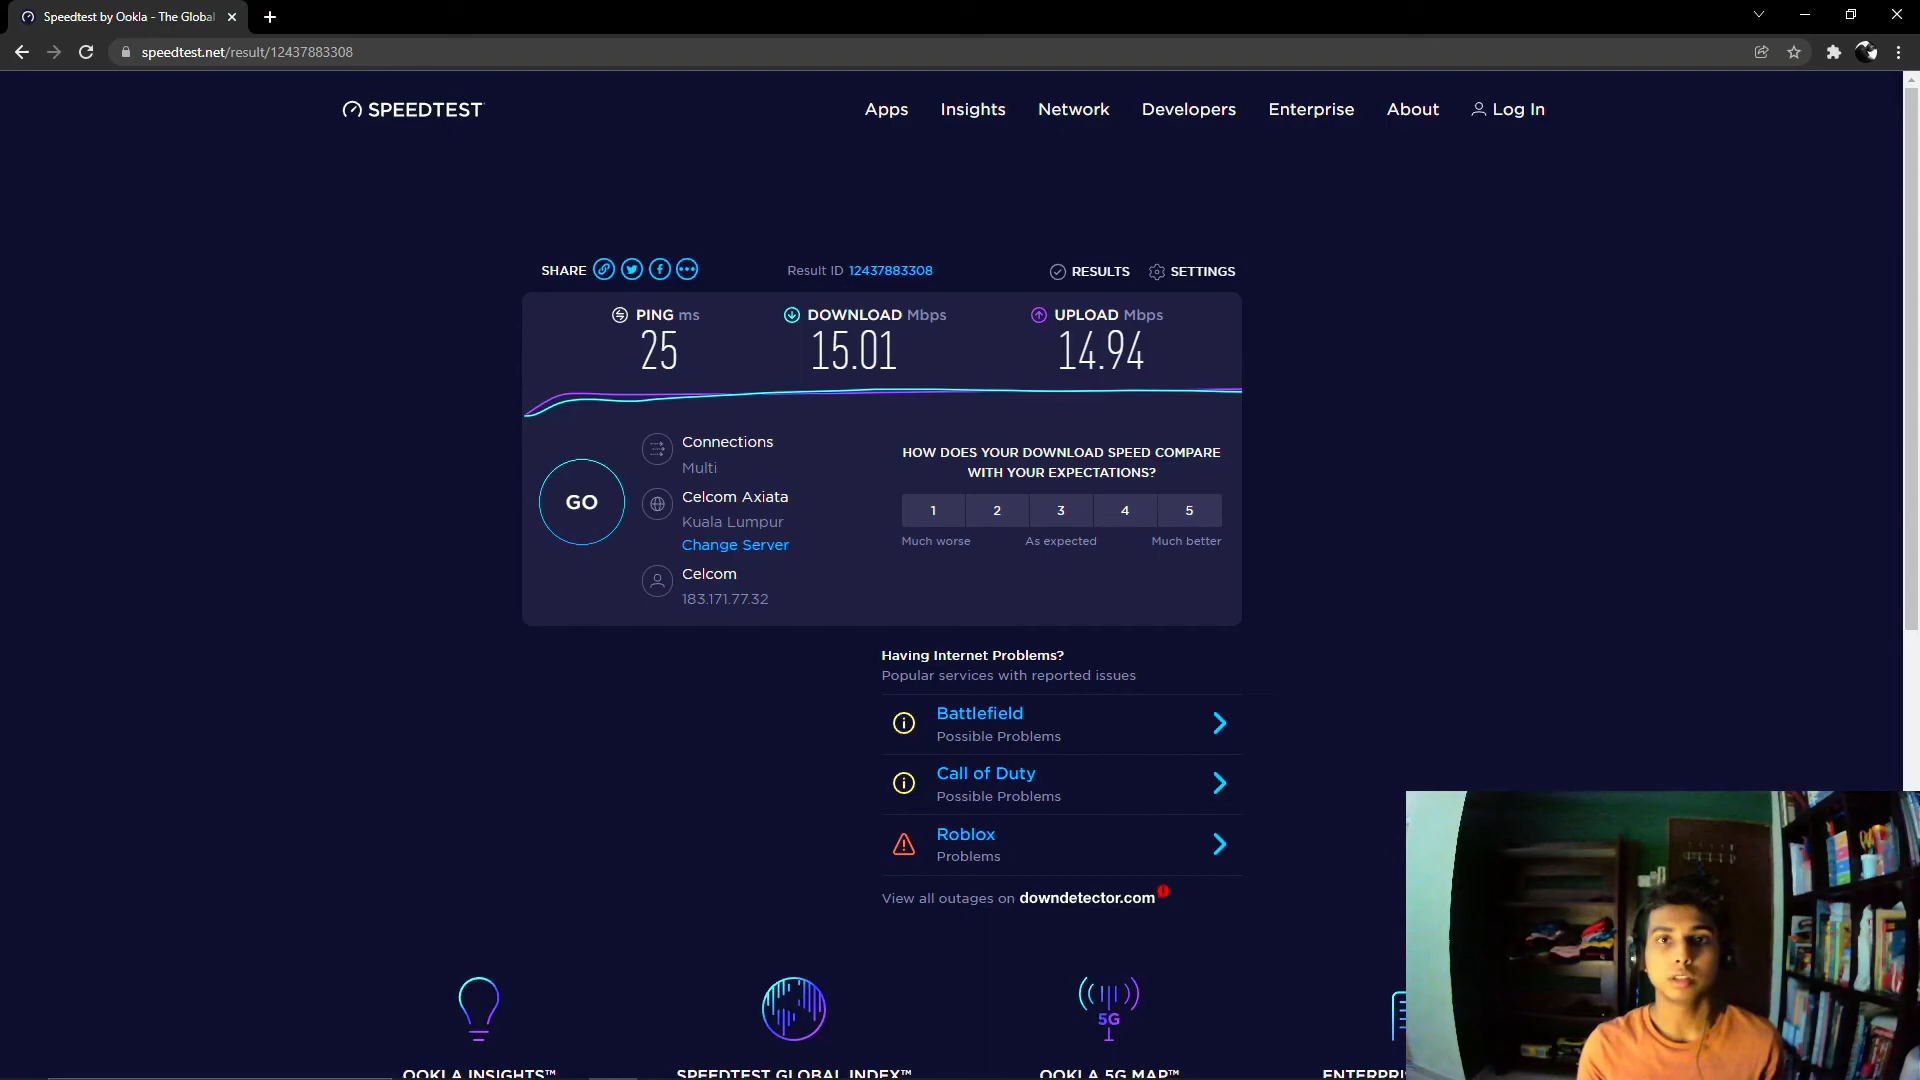 Speedtest by Ookla - The Global
speedtest.net/result/12437883308
SPEEDTEST
Apps
Insights
Network
Developers
Enterprise
About
Log In
SHARE
Result ID 12437883308
RESULTS
SETTINGS
PING ms
25
DOWNLOAD Mbps
15.01
UPLOAD Mbps
14.94
GO
Connections
Multi
Celcom Axiata
Kuala Lumpur
Change Server
Celcom
183.171.77.32
HOW DOES YOUR DOWNLOAD SPEED COMPARE
WITH YOUR EXPECTATIONS?
1 2 3 4 5
Much worse
As expected
Much better
Having Internet Problems?
Popular services with reported issues
Battlefield
Possible Problems
Call of Duty
Possible Problems
Roblox
Problems
View all outages on downdetector.com
5G
OOKLA INSIGHTS™
SPEEDTEST GLOBAL INDEX™
OOKLA 5G MAP™
ENTERPRI